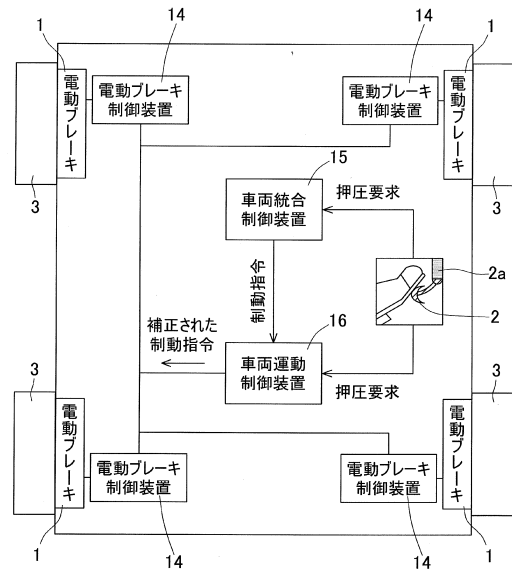 14
14
1
1
電動ブレーキ
電動ブレーキ
制御装置
電動ブレーキ
制御装置
電動ブレーキ
3
3
15
車両統合
制御装置
押圧要求
2a
2
制動指令
16
補正された
制動指令
車両運動
制御装置
押圧要求
3
3
電動ブレーキ
電動ブレーキ
制御装置
電動ブレーキ
制御装置
電動ブレーキ
1
14
14
1